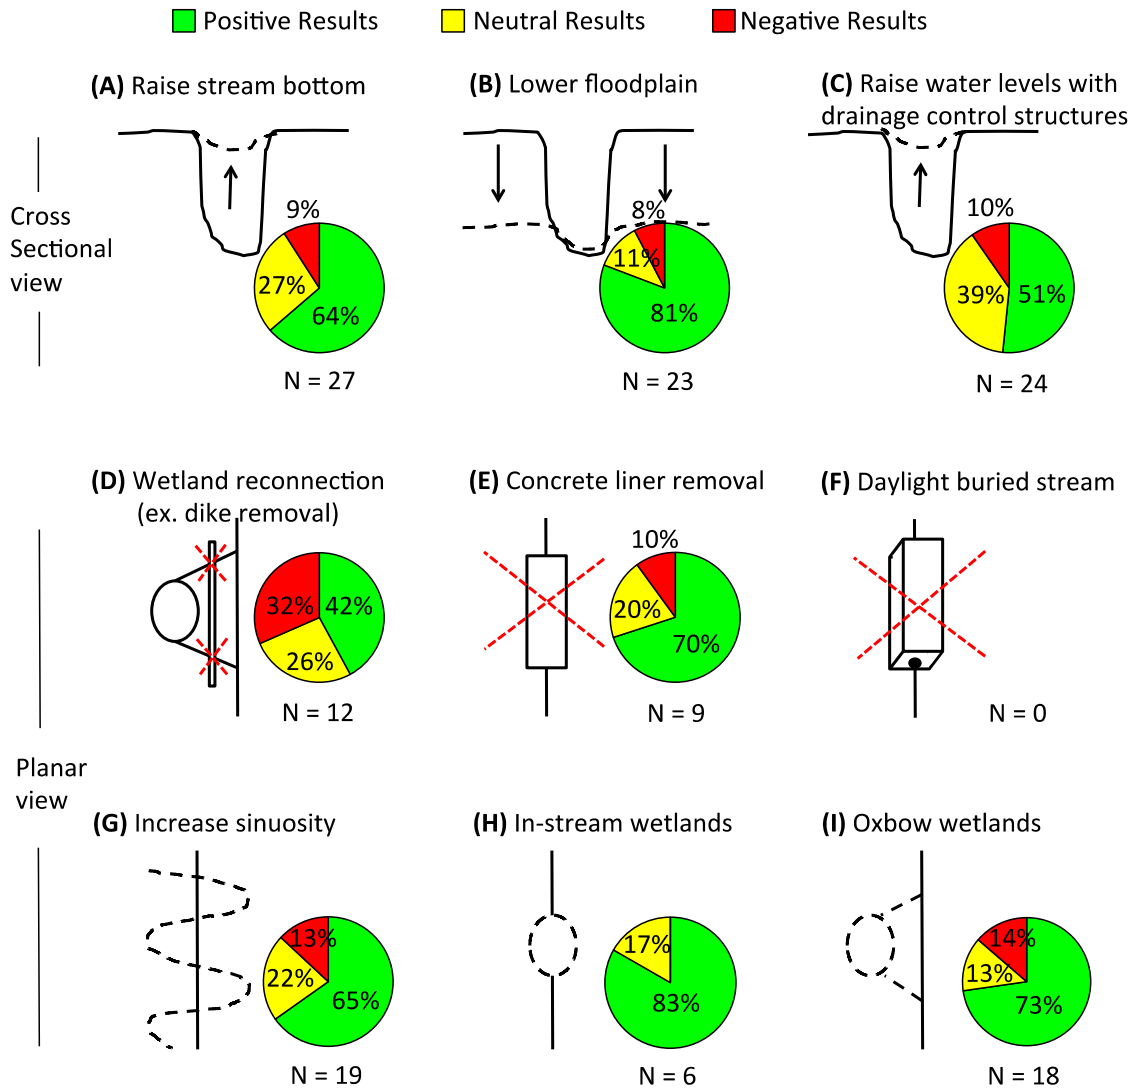 Positive Results
Neutral Results
Negative Results
(A) Raise stream bottom
(B) Lower floodplain
(C) Raise water levels with
drainage control structures
Cross
Sectional
view
9%
27%
64%
N = 27
8%
11%
81%
N = 23
10%
39%
51%
N = 24
(D) Wetland reconnection
(ex. dike removal)
(E) Concrete liner removal
(F) Daylight buried stream
32%
42%
26%
N = 12
10%
20%
70%
N = 9
N = 0
Planar
view
(G) Increase sinuosity
(H) In-stream wetlands
(I) Oxbow wetlands
13%
22%
65%
N = 19
17%
83%
N = 6
14%
13%
73%
N = 18